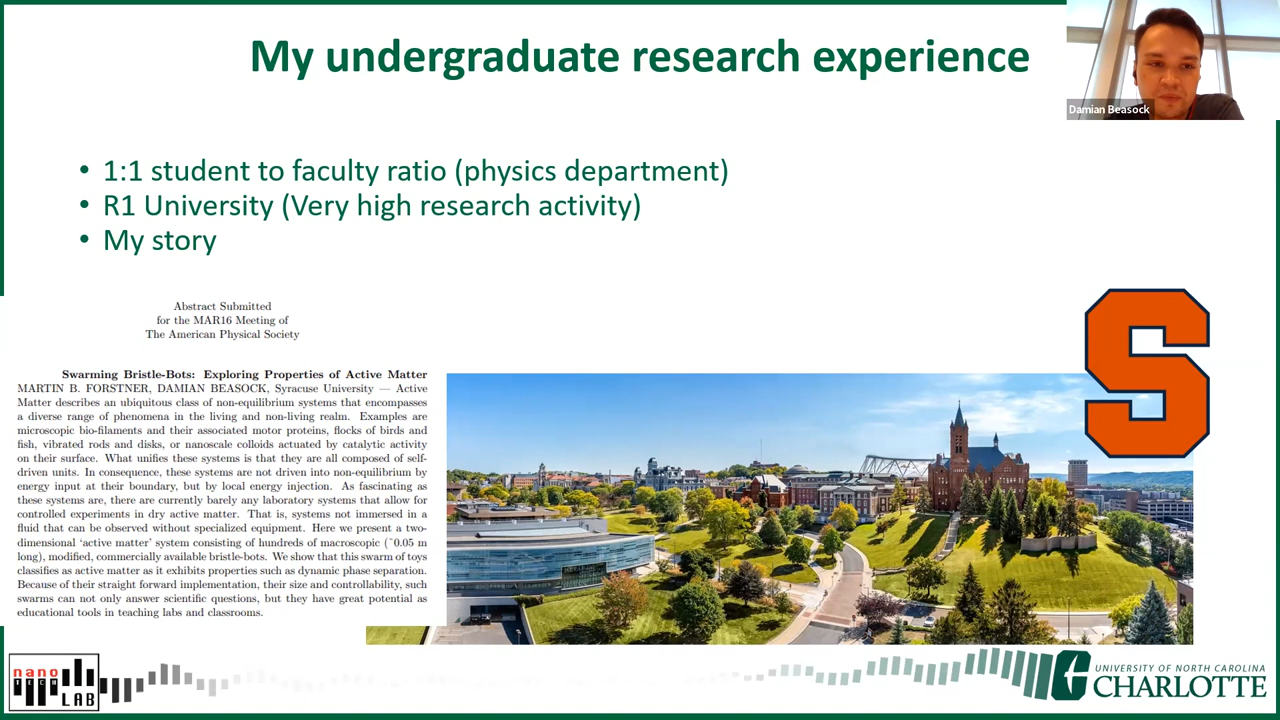 My undergraduate research experience
Damian Beasock
• 1:1 student to faculty ratio (physics department)
• R1 University (Very high research activity)
• My story
Abstract Submitted
for the MAR16 Meeting of
The American Physical Society
Swarming Bristle-Bots: Exploring Properties of Active Matter
MARTIN B. FORSTNER, DAMIAN BEASOCK, Syracuse University — Active
Matter describes an ubiquitous class of non-equilibrium systems that encompasses
a diverse range of phenomena in the living and non-living realm. Examples are
microscopic bio-filaments and their associated motor proteins, flocks of birds and
fish, vibrated rods and disks, or nanoscale colloids actuated by catalytic activity
on their surface. What unifies these systems is that they are all composed of self-
driven units. In consequence, these systems are not driven into non-equilibrium by
energy input at their boundary, but by local energy injection. As fascinating as
these systems are, there are currently barely any laboratory systems that allow for
controlled experiments in dry active matter. That is, systems not immersed in a
fluid that can be observed without specialized equipment. Here we present a two-
dimensional ‘active matter’ system consisting of hundreds of macroscopic (˜0.05 m
long), modified, commercially available bristle-bots. We show that this swarm of toys
classifies as active matter as it exhibits properties such as dynamic phase separation.
Because of their straight forward implementation, their size and controllability, such
swarms can not only answer scientific questions, but they have great potential as
educational tools in teaching labs and classrooms.
S
nano
LAB
C
UNIVERSITY OF NORTH CAROLINA
CHARLOTTE